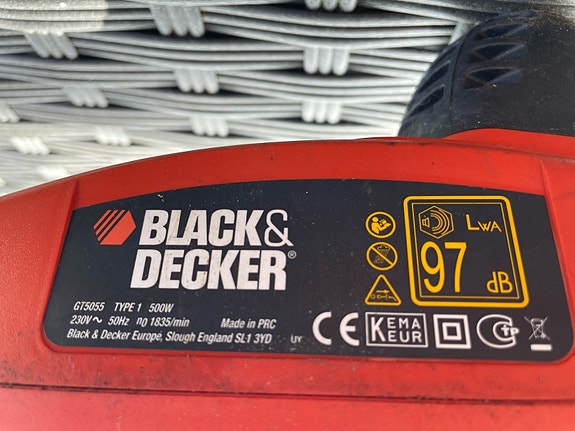 BLACK&
DECKER®
GT5055 TYPE 1 500W
230V~ 50Hz n0 1835/min Made in PRC
Black & Decker Europe, Slough England SL1 3YD UY
LWA
97 dB
CE KEMA KEUR